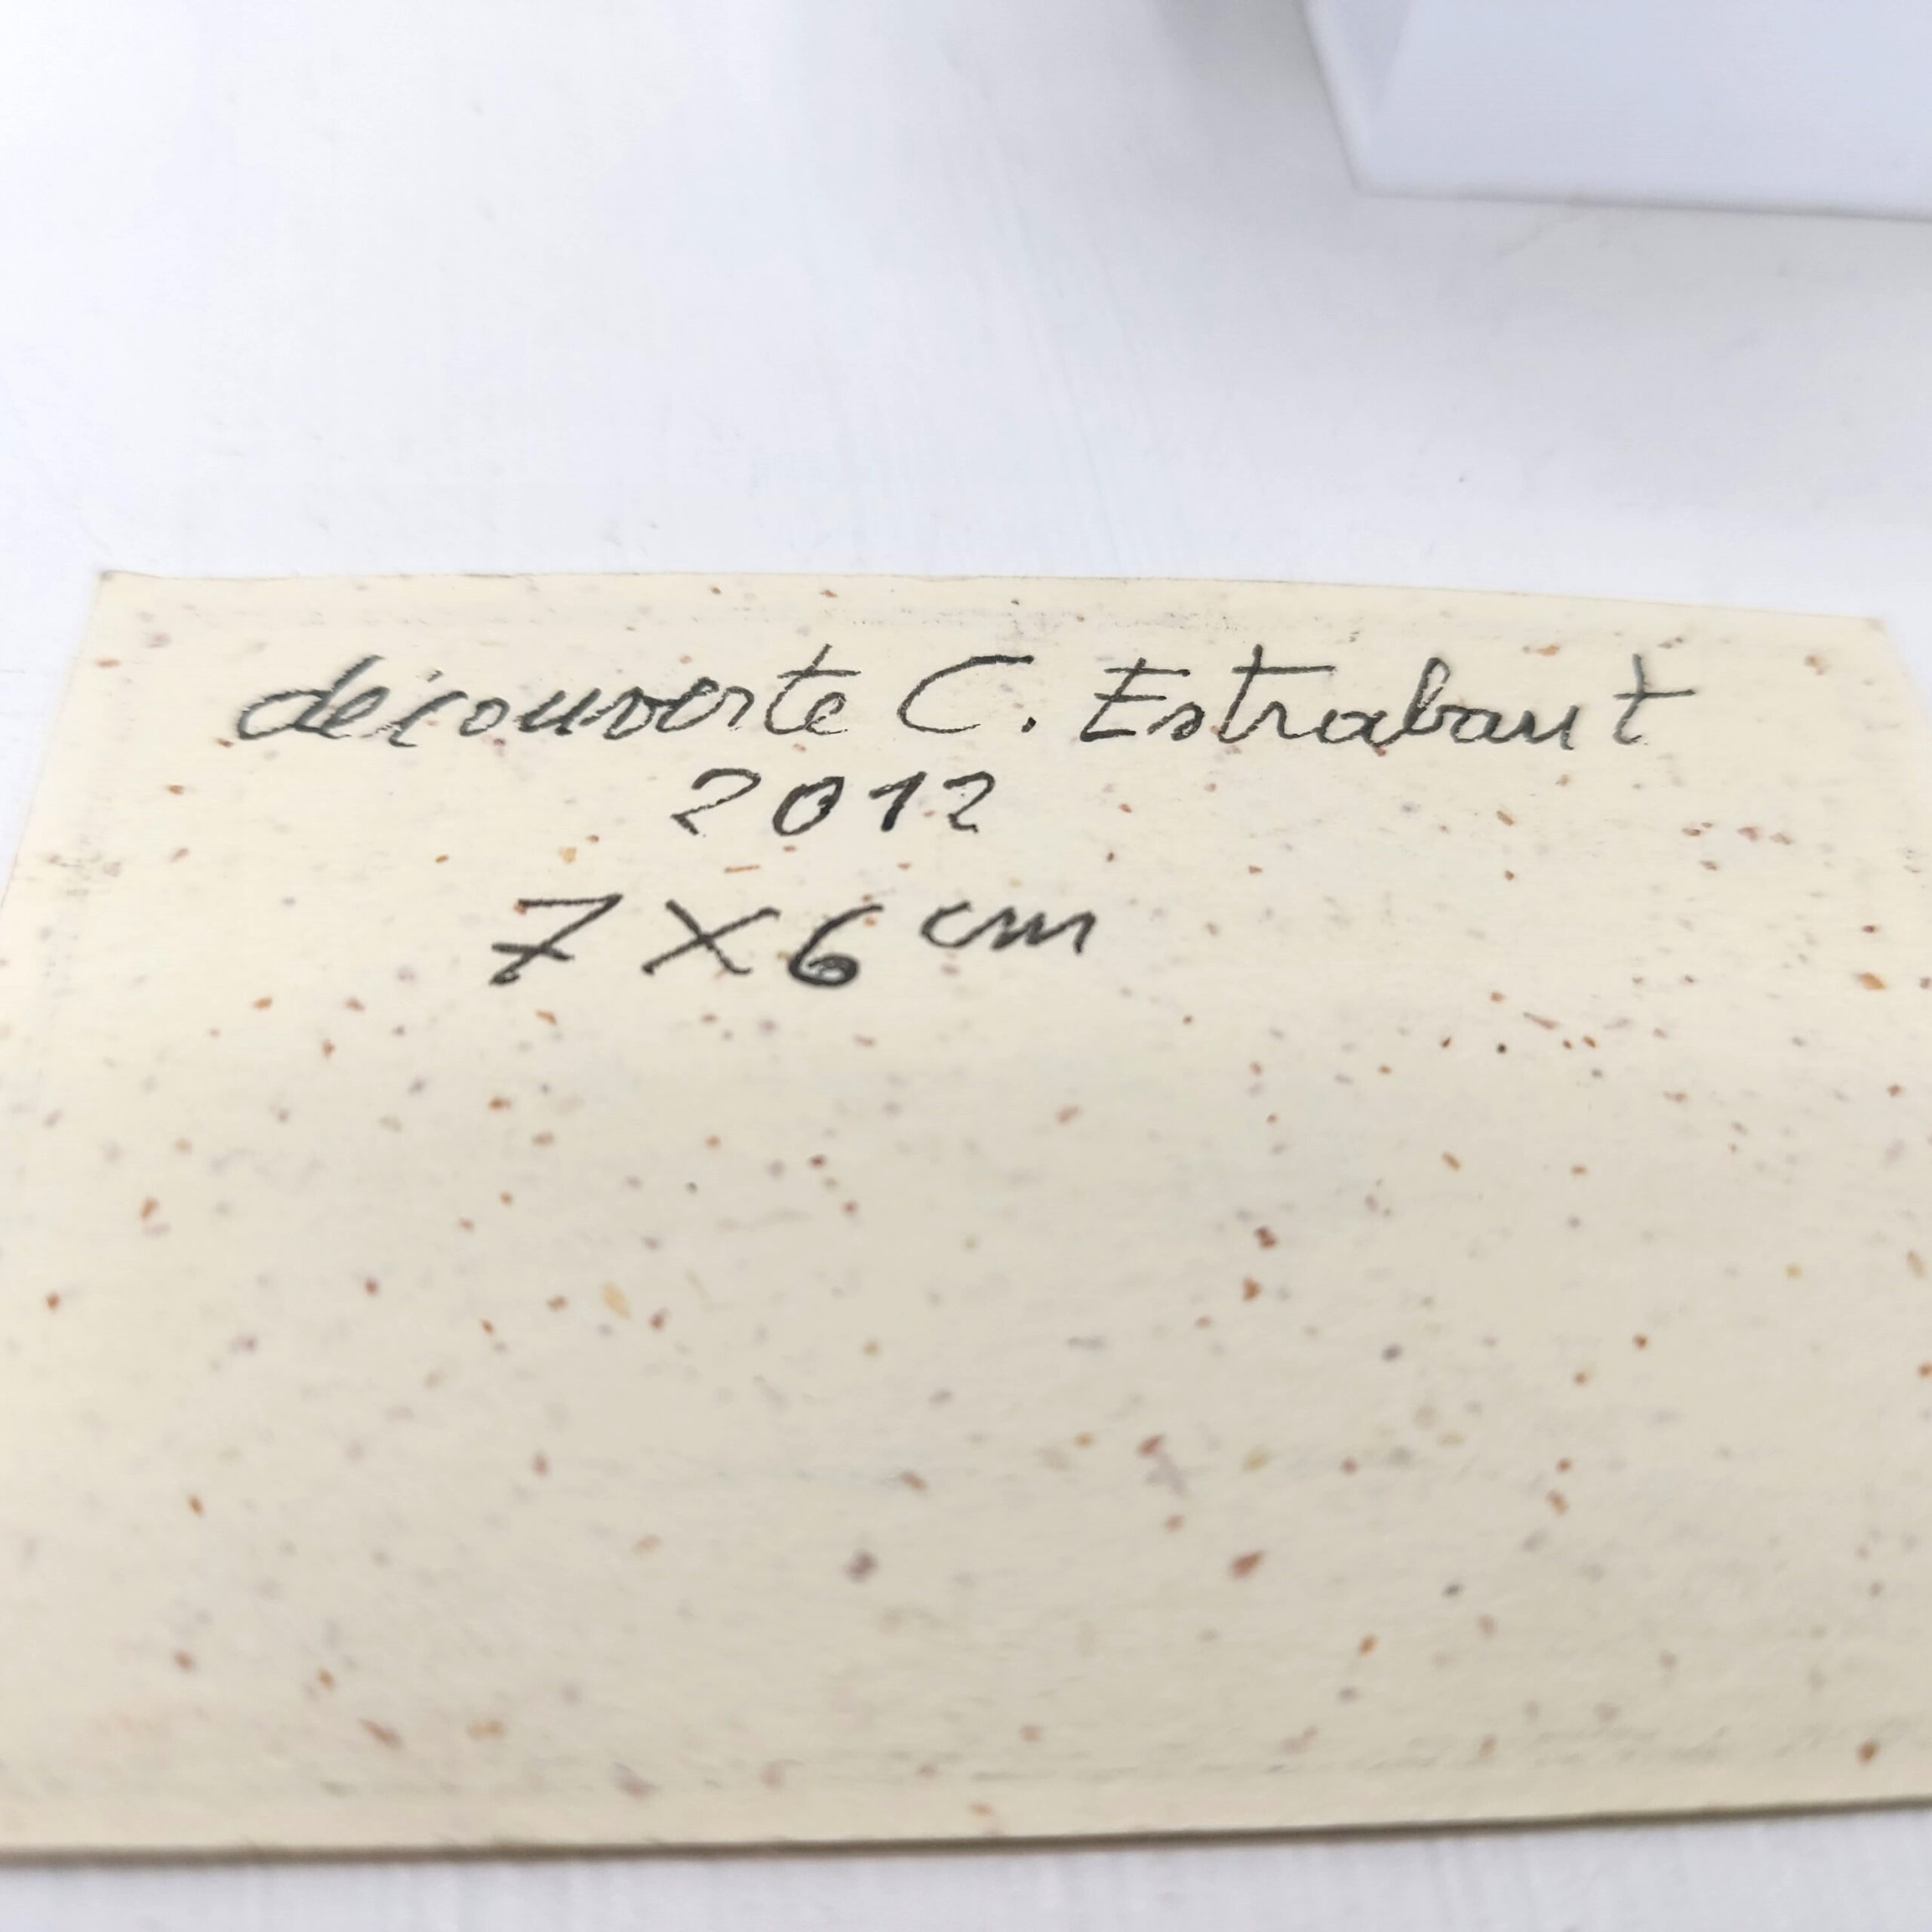 découverte C. Estrabaut
2012
7 X 6 cm